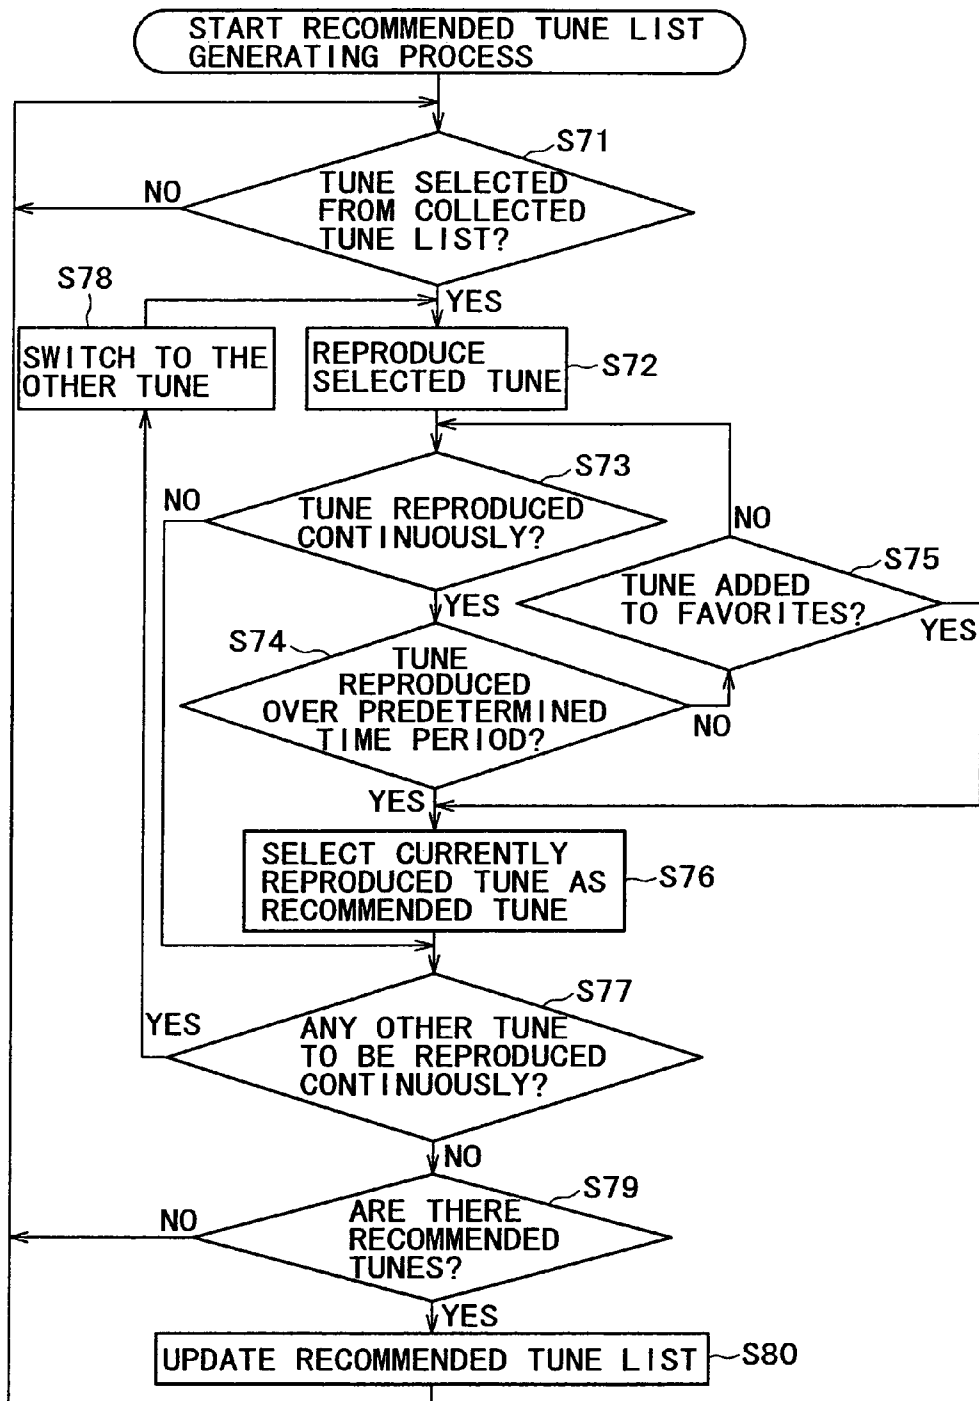 START RECOMMENDED TUNE LIST
GENERATING PROCESS
S71
NO
TUNE SELECTED
FROM COLLECTED
TUNE LIST?
S78
YES
SWITCH TO THE
OTHER TUNE
REPRODUCE
SELECTED TUNE
S72
S73
NO
TUNE REPRODUCED
CONTINUOUSLY?
NO
S75
YES
TUNE ADDED
TO FAVORITES?
YES
S74
TUNE
REPRODUCED
OVER PREDETERMINED
TIME PERIOD?
NO
YES
SELECT CURRENTLY
REPRODUCED TUNE AS
RECOMMENDED TUNE
S76
S77
YES
ANY OTHER TUNE
TO BE REPRODUCED
CONTINUOUSLY?
NO
S79
NO
ARE THERE
RECOMMENDED
TUNES?
YES
UPDATE RECOMMENDED TUNE LIST
S80